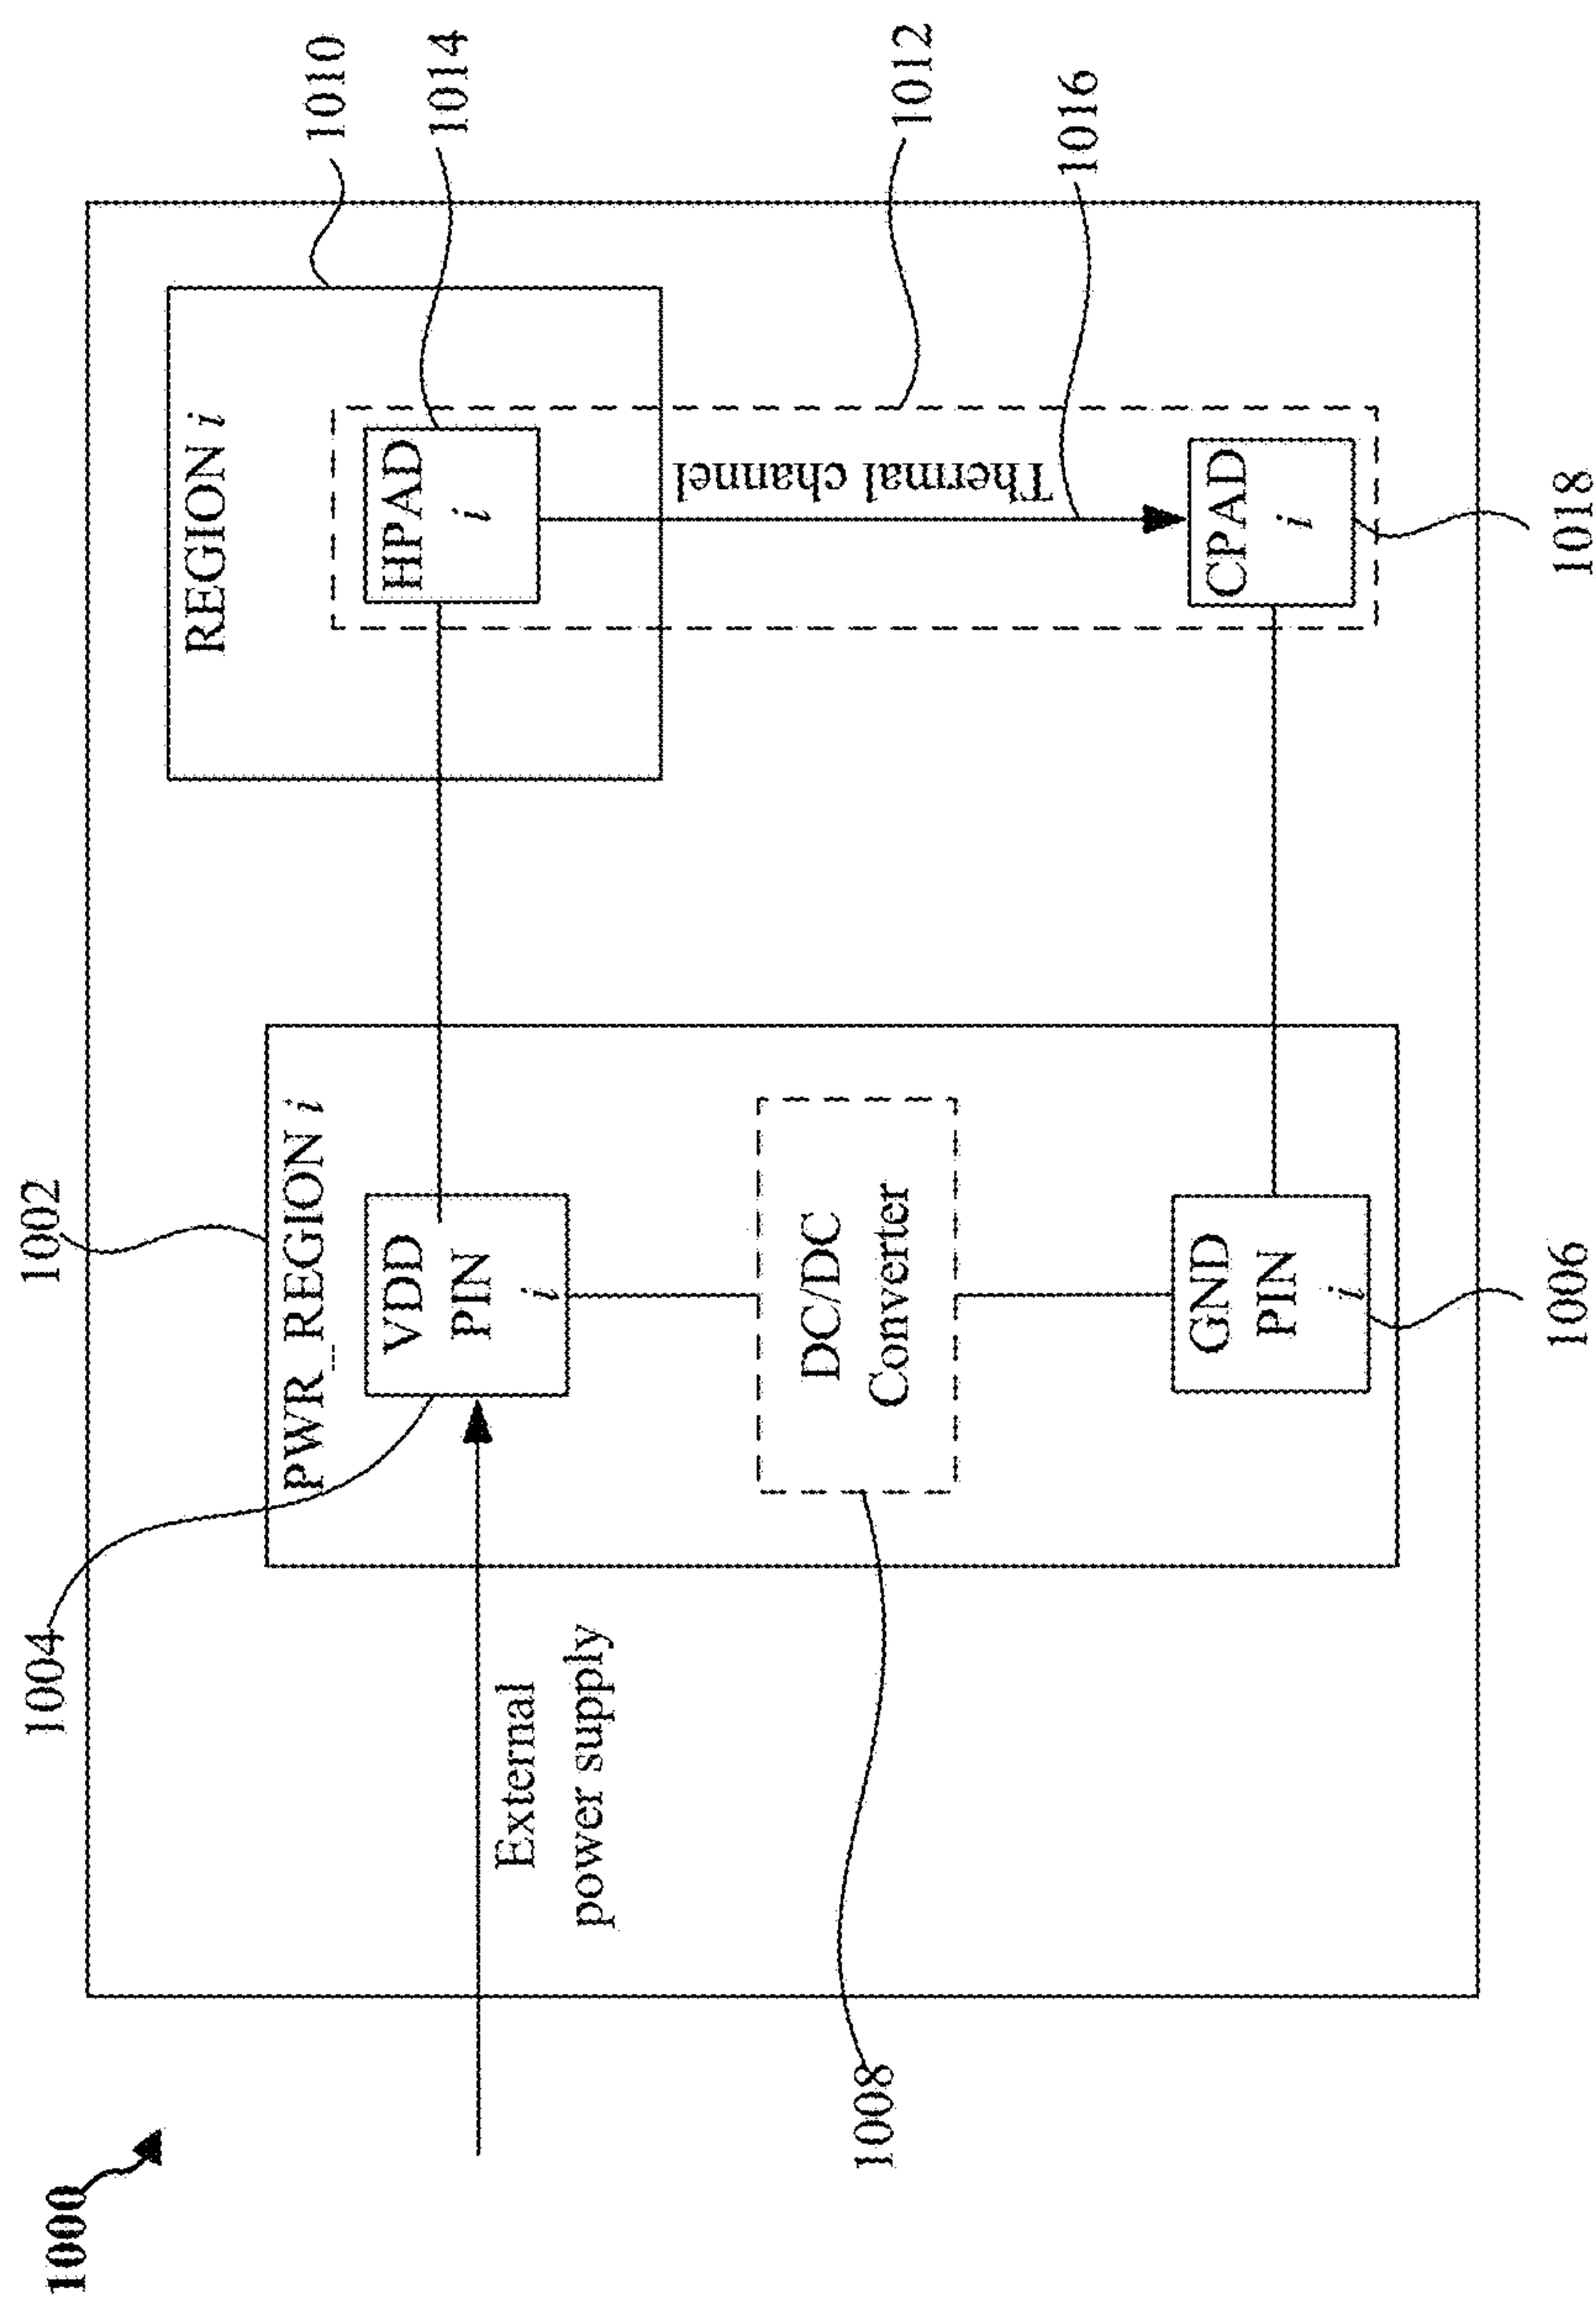 1000
1002
1004
PWR_REGION i
VDD
PIN
i
External
power supply
DC/DC
Converter
1008
GND
PIN
i
1006
REGION i
1010
HPAD
i
1014
Thermal channel
1012
1016
CPAD
i
1018